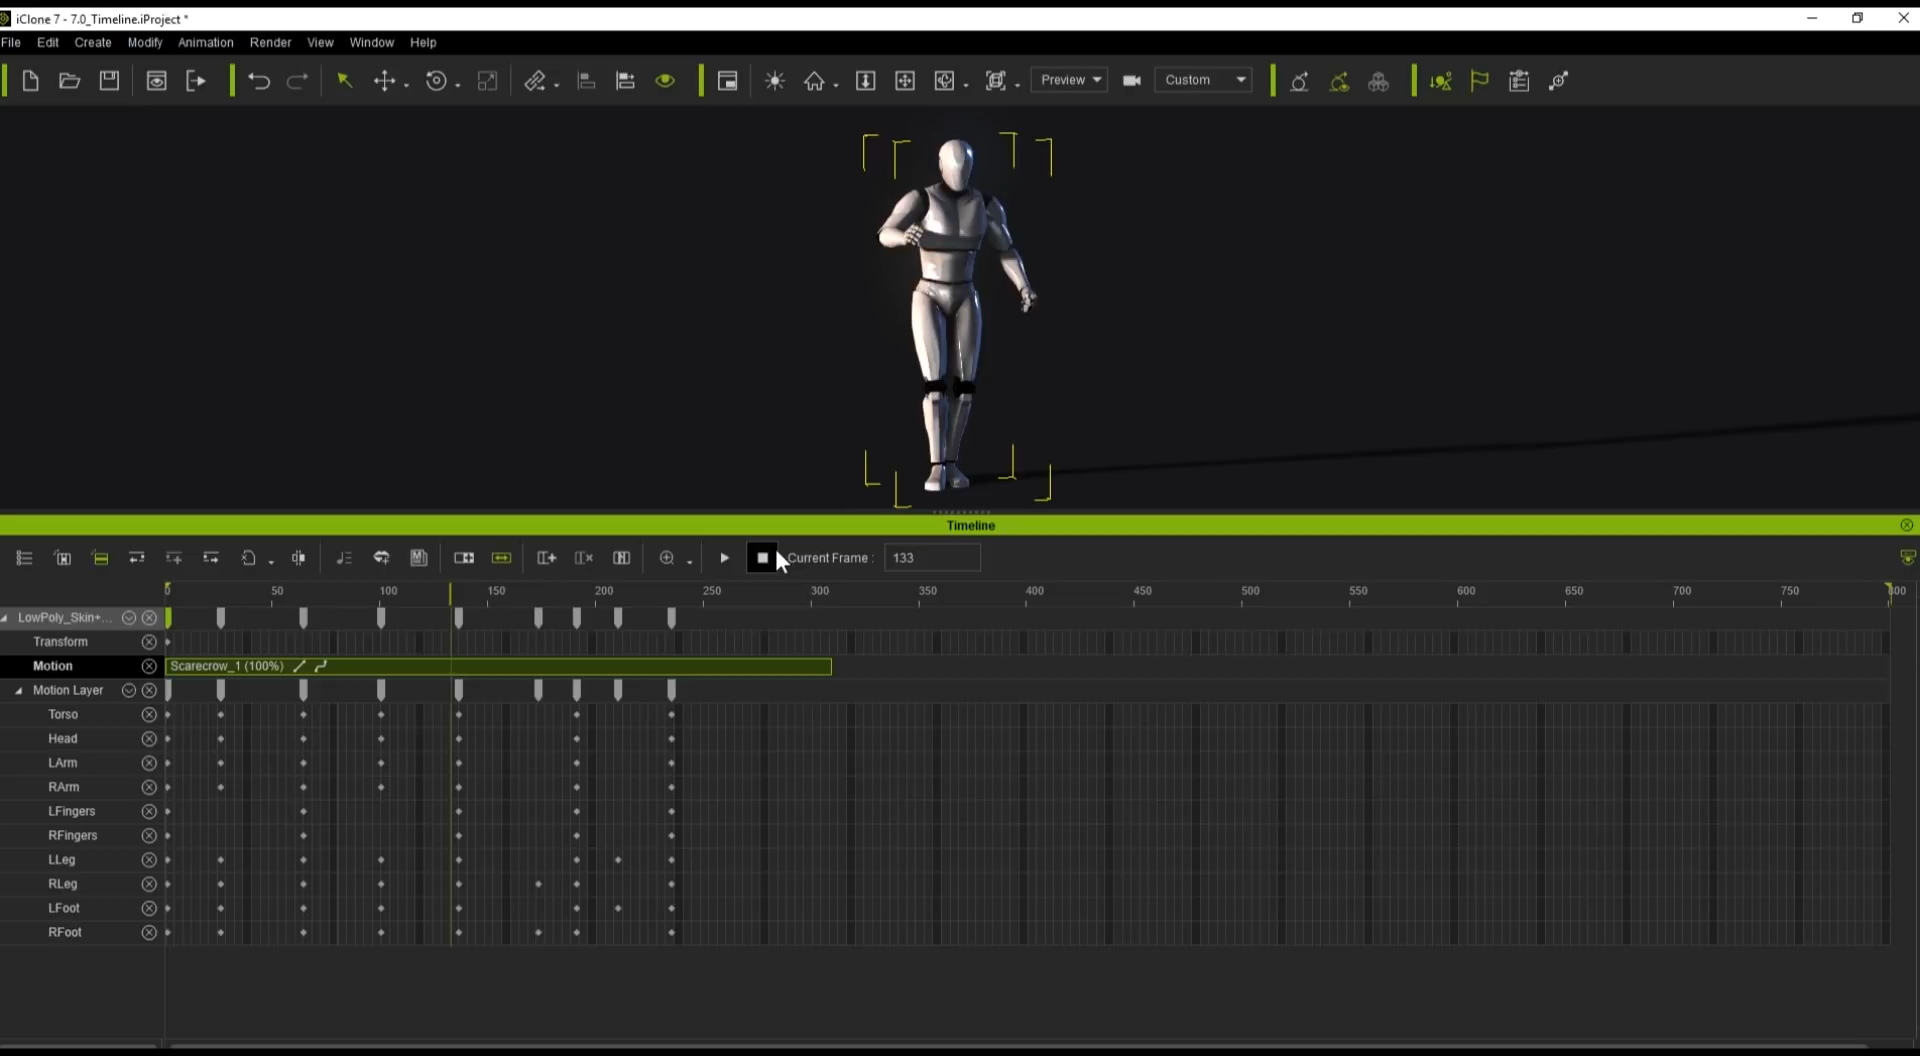 iClone 7 - 7.0_Timeline.iProject *
File Edit Create Modify Animation Render View Window Help
Preview Custom
Timeline
Current Frame : 133
0 50 100 150 200 250 300 350 400 450 500 550 600 650 700 750 800
LowPoly_Skin+...
Transform
Motion Scarecrow_1 (100%)
Motion Layer
Torso
Head
LArm
RArm
LFingers
RFingers
LLeg
RLeg
LFoot
RFoot